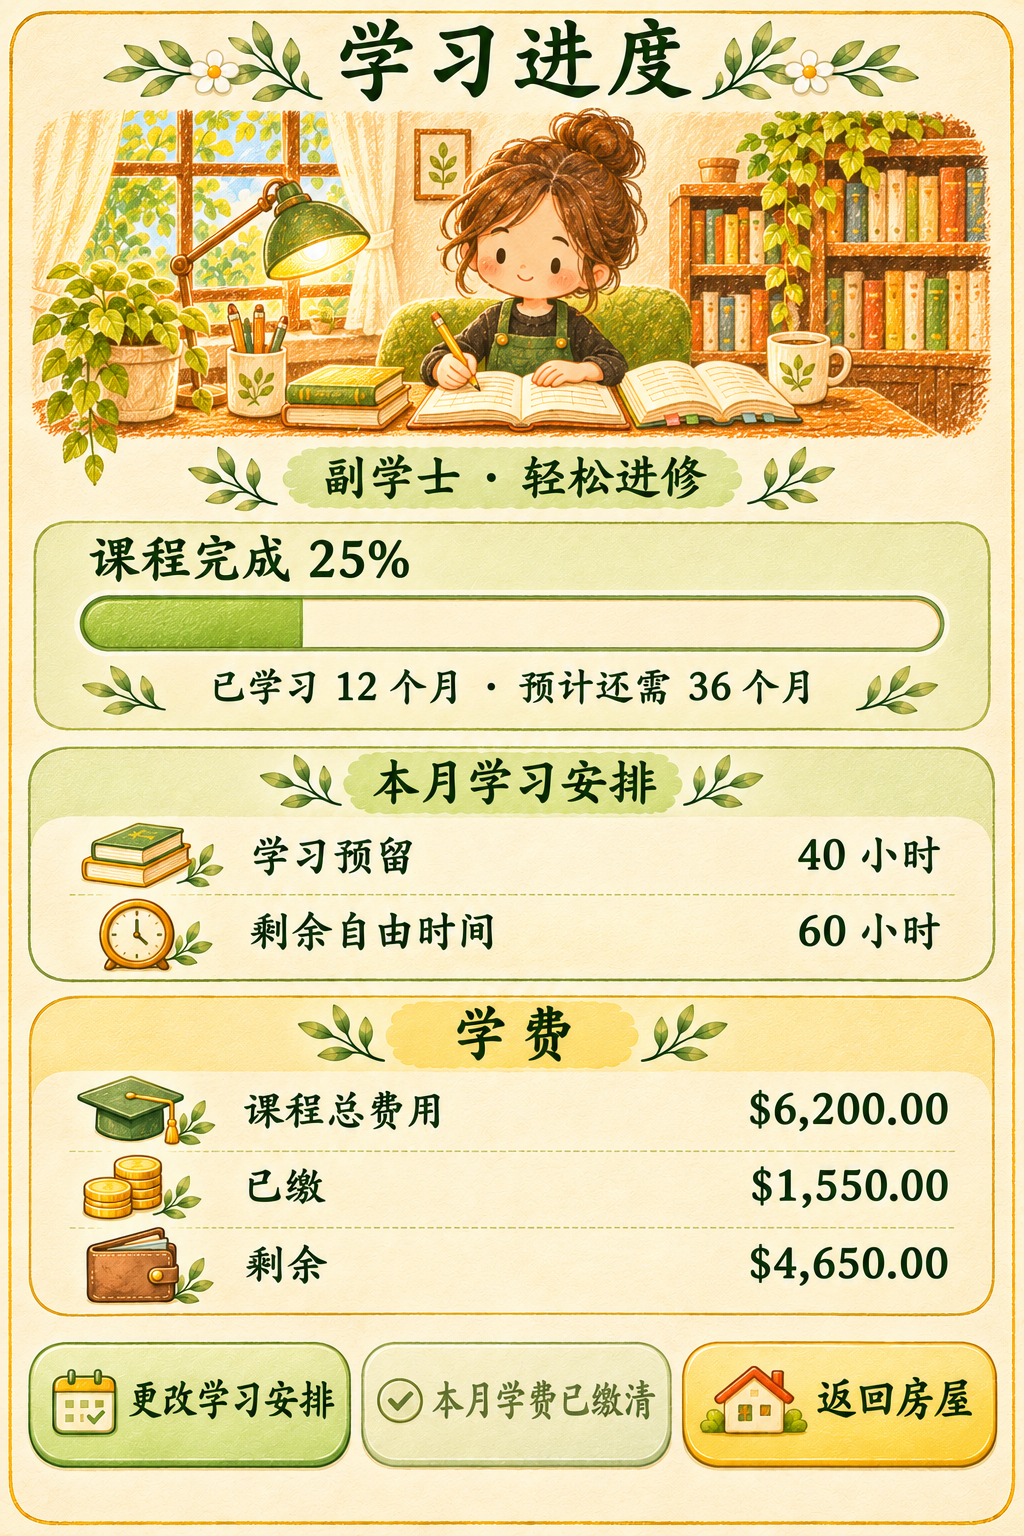 学习进度
副学士 · 轻松进修
课程完成 25%
已学习 12 个月 · 预计还需 36 个月
本月学习安排
学习预留 40 小时
剩余自由时间 60 小时
学费
课程总费用 $6,200.00
已缴 $1,550.00
剩余 $4,650.00
更改学习安排 本月学费已缴清 返回房屋